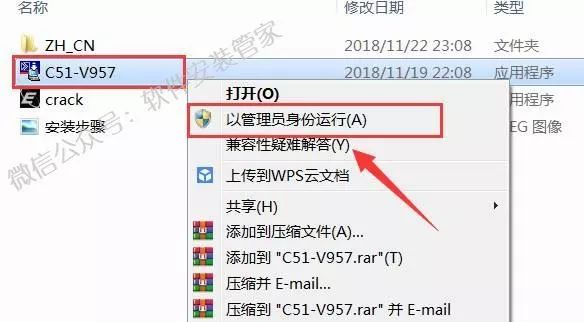 名称 修改日期 类型
ZH_CN 2018/11/22 23:08 文件夹
C51-V957 2018/11/19 22:08 应用程序
crack
安装步骤 EG 图像
打开(O)
以管理员身份运行(A)
兼容性疑难解答(Y)
上传到WPS云文档
共享(H)
添加到压缩文件(A)...
添加到 "C51-V957.rar"(T)
压缩并 E-mail...
压缩到 "C51-V957.rar" 并 E-mail
微信公众号：软件安装管家